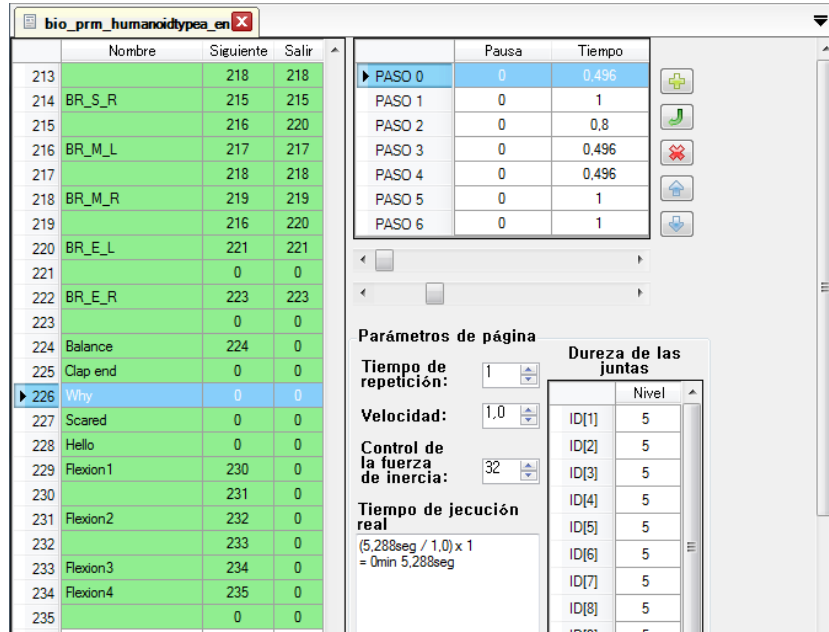 bio_prm_humanoidtypea_en X
Nombre Siguiente Salir
213 218 218
214 BR_S_R 215 215
215 216 220
216 BR_M_L 217 217
217 218 218
218 BR_M_R 219 219
219 216 220
220 BR_E_L 221 221
221 0 0
222 BR_E_R 223 223
223 0 0
224 Balance 224 0
225 Clap end 0 0
226 Why 0 0
227 Scared 0 0
228 Hello 0 0
229 Flexion1 230 0
230 231 0
231 Flexion2 232 0
232 233 0
233 Flexion3 234 0
234 Flexion4 235 0
235 0 0
Pausa Tiempo
PASO 0 0 0,496
PASO 1 0 1
PASO 2 0 0,8
PASO 3 0 0,496
PASO 4 0 0,496
PASO 5 0 1
PASO 6 0 1
Parámetros de página
Tiempo de
repetición: 1
Velocidad: 1,0
Control de
la fuerza
de inercia: 32
Tiempo de jecución
real
(5,288seg / 1,0) x 1
= 0min 5,288seg
Dureza de las
juntas
Nivel
ID[1] 5
ID[2] 5
ID[3] 5
ID[4] 5
ID[5] 5
ID[6] 5
ID[7] 5
ID[8] 5